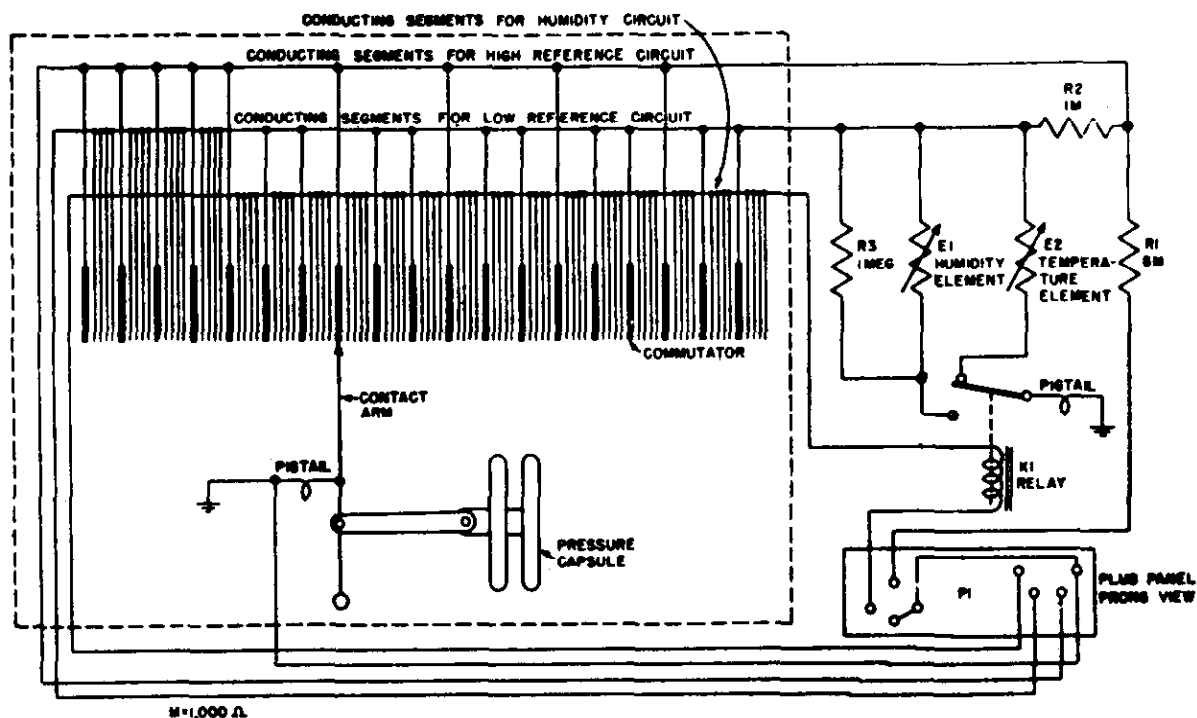 CONDUCTING SEGMENTS FOR HUMIDITY CIRCUIT
CONDUCTING SEGMENTS FOR HIGH REFERENCE CIRCUIT
CONDUCTING SEGMENTS FOR LOW REFERENCE CIRCUIT
R2
1M
R3
1MEG
E1
HUMIDITY
ELEMENT
E2
TEMPERA-
TURE
ELEMENT
R1
8M
COMMUTATOR
CONTACT
ARM
PIGTAIL
PIGTAIL
K1
RELAY
PRESSURE
CAPSULE
P1
PLUG PANEL
PRONG VIEW
M=1,000 Ω